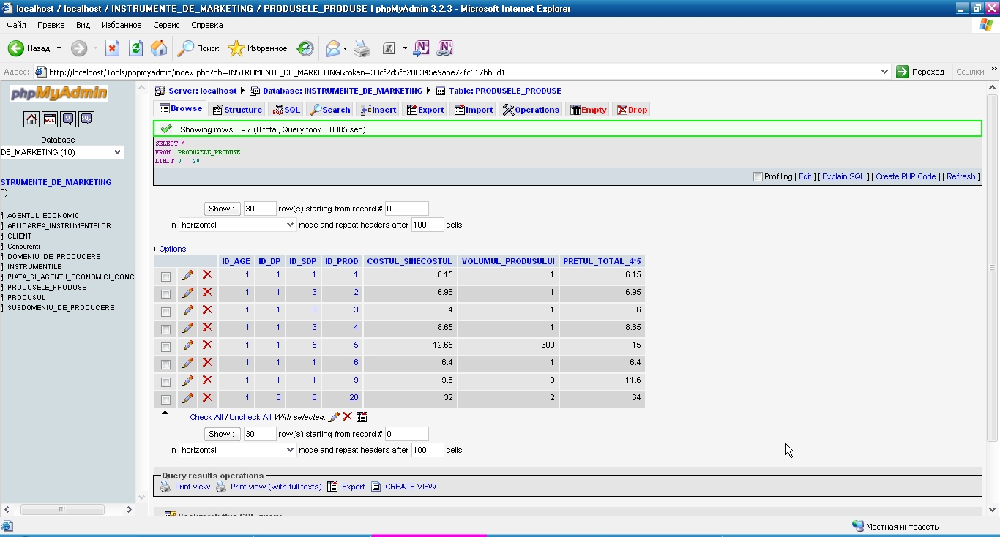 localhost / localhost / INSTRUMENTE_DE_MARKETING / PRODUSELE_PRODUSE | phpMyAdmin 3.2.3 - Microsoft Internet Explorer
Файл Правка Вид Избранное Сервис Справка
Назад Поиск Избранное
Адрес: http://localhost/Tools/phpmyadmin/index.php?db=INSTRUMENTE_DE_MARKETING&token=38cf2d5fb280345e9abe72fc617bb5d1 Переход Ссылки »
phpMyAdmin
SQL ? SQL
Database
DE_MARKETING (10)
STRUMENTE_DE_MARKETING
0)
AGENTUL_ECONOMIC
APLICAREA_INSTRUMENTELOR
CLIENT
Concurenti
DOMENIU_DE_PRODUCERE
INSTRUMENTILE
PIATA_SI_AGENTII_ECONOMICI_CONC
PRODUSELE_PRODUSE
PRODUSUL
SUBDOMENIU_DE_PRODUCERE
Server: localhost Database: INSTRUMENTE_DE_MARKETING Table: PRODUSELE_PRODUSE
Browse Structure SQL Search Insert Export Import Operations Empty Drop
Showing rows 0 - 7 (8 total, Query took 0.0005 sec)
SELECT *
FROM `PRODUSELE_PRODUSE`
LIMIT 0 , 30
Profiling [ Edit ] [ Explain SQL ] [ Create PHP Code ] [ Refresh ]
Show : 30 row(s) starting from record # 0
in horizontal mode and repeat headers after 100 cells
+ Options
ID_AGE ID_DP ID_SDP ID_PROD COSTUL_SINECOSTUL VOLUMUL_PRODUSULUI PRETUL_TOTAL_4*5
1 1 1 1 6.15 1 6.15
1 1 3 2 6.95 1 6.95
1 1 3 3 4 1 6
1 1 3 4 8.65 1 8.65
1 1 5 5 12.65 300 15
1 1 1 6 6.4 1 6.4
1 1 1 9 9.6 0 11.6
1 3 6 20 32 2 64
Check All / Uncheck All With selected:
Show : 30 row(s) starting from record # 0
in horizontal mode and repeat headers after 100 cells
Query results operations
Print view Print view (with full texts) Export CREATE VIEW
Bookmark this SQL query
Местная интрасеть